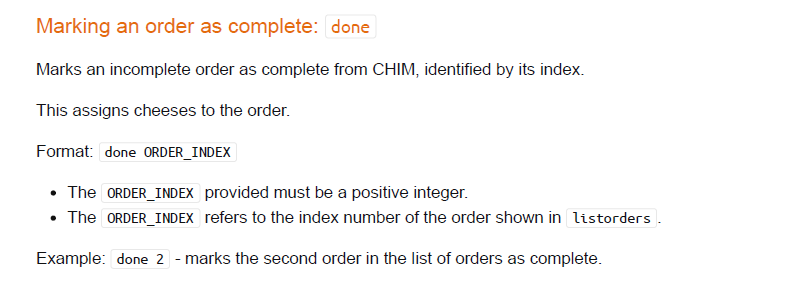 Marking an order as complete: done
Marks an incomplete order as complete from CHIM, identified by its index.
This assigns cheeses to the order.
Format: done ORDER_INDEX
• The ORDER_INDEX provided must be a positive integer.
• The ORDER_INDEX refers to the index number of the order shown in listorders.
Example: done 2 - marks the second order in the list of orders as complete.